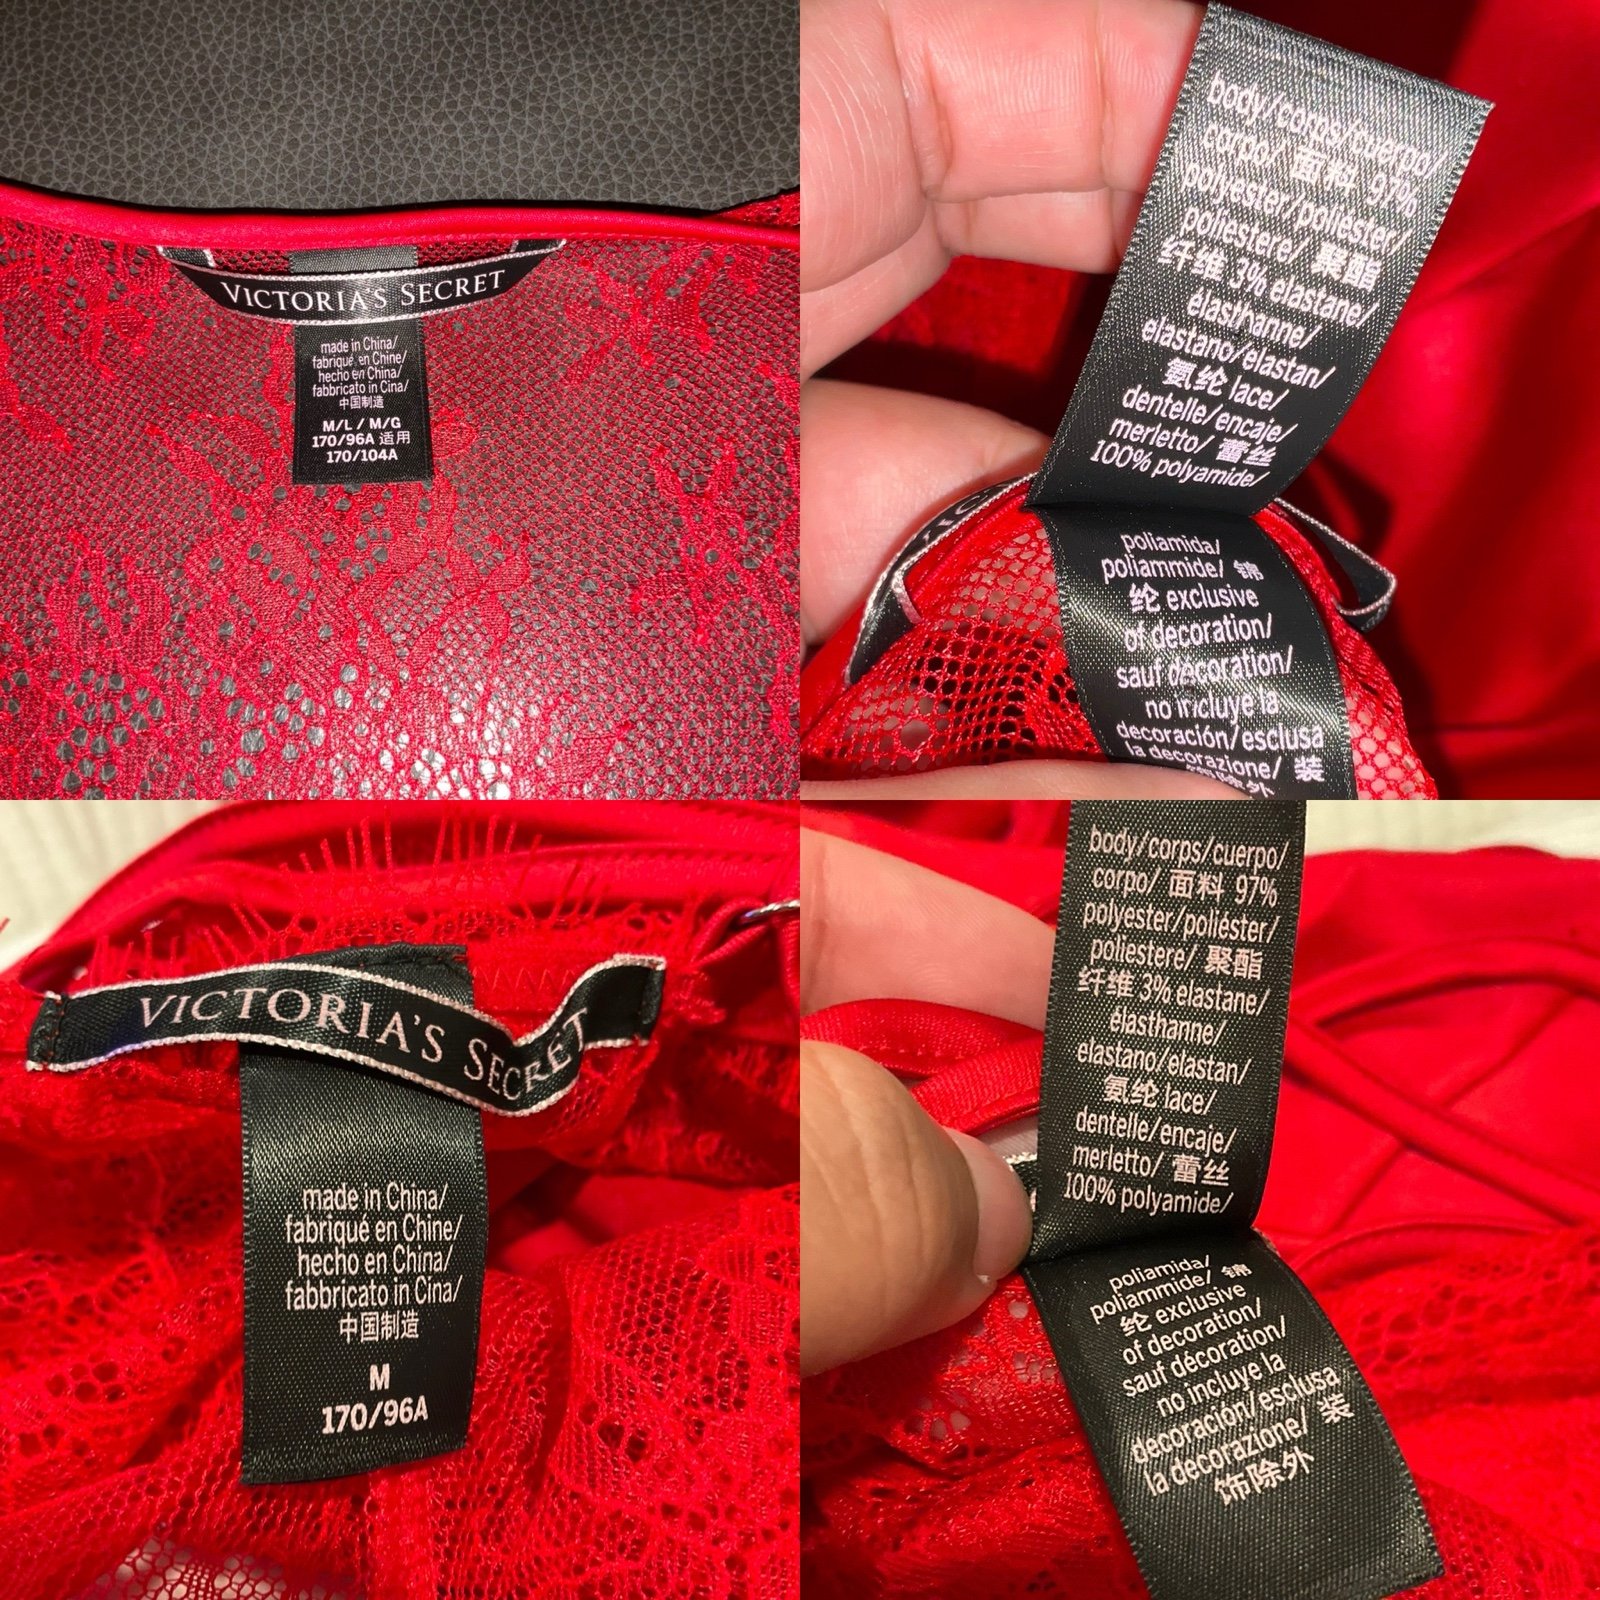 VICTORIA'S SECRET
made in China/
fabriqué en Chine/
hecho en China/
fabbricato in Cina/
中国制造
M/L / M/G
170/96A 适用
170/104A
body/corps/cuerpo/
corpo/ 面料 97%
polyester/poliéster/
poliestere/ 聚酯
纤维 3% elastane/
élasthanne/
elastano/elastan/
氨纶 lace/
dentelle/encaje/
merletto/ 蕾丝
100% polyamide/
poliamida/
poliammide/ 锦
纶 exclusive
of decoration/
sauf décoration/
no incluye la
decoración/esclusa
la decorazione/ 装
饰除外
VICTORIA'S SECRET
made in China/
fabriqué en Chine/
hecho en China/
fabbricato in Cina/
中国制造
M
170/96A
body/corps/cuerpo/
corpo/ 面料 97%
polyester/poliéster/
poliestere/ 聚酯
纤维 3% elastane/
élasthanne/
elastano/elastan/
氨纶 lace/
dentelle/encaje/
merletto/ 蕾丝
100% polyamide/
poliamida/
poliammide/ 锦
纶 exclusive
of decoration/
sauf décoration/
no incluye la
decoración/esclusa
la decorazione/ 装
饰除外